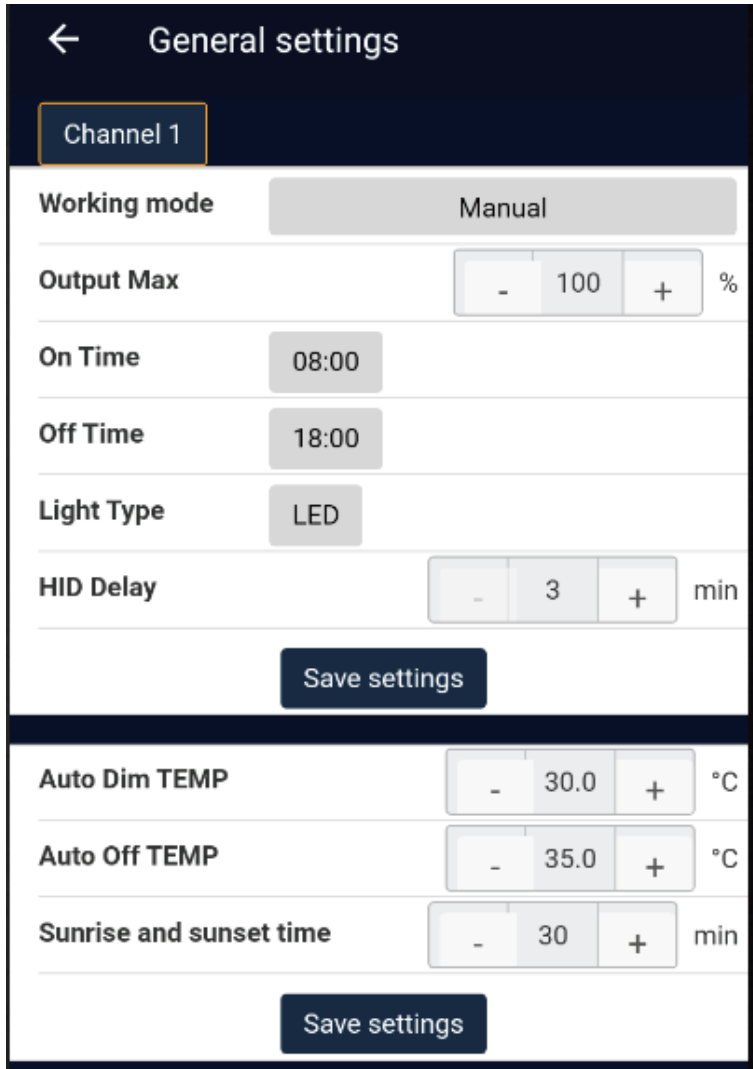 General settings
Channel 1
Working mode Manual
Output Max - 100 + %
On Time 08:00
Off Time 18:00
Light Type LED
HID Delay - 3 + min
Save settings
Auto Dim TEMP - 30.0 + °C
Auto Off TEMP - 35.0 + °C
Sunrise and sunset time - 30 + min
Save settings